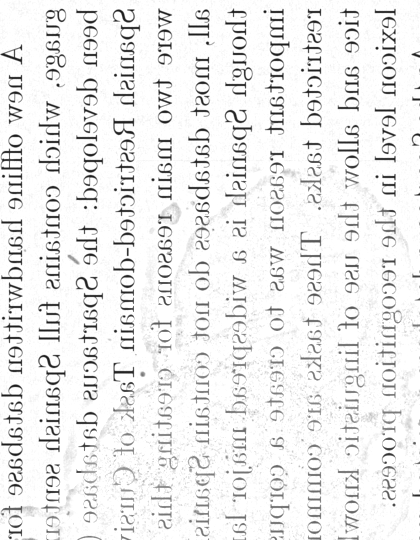 A new offline handwritten database for
guage, which contains full Spanish senten
been developed: the Spartacus database (
Spanish Restricted-domain Task of Cursiv
were two main reasons for creating this
all, most databases do not contain Spanis
though Spanish is a widespread major la
important reason was to create a corpus
restricted tasks. These tasks are common
tice and allow the use of linguistic knowl
lexicon level in the recognition process.